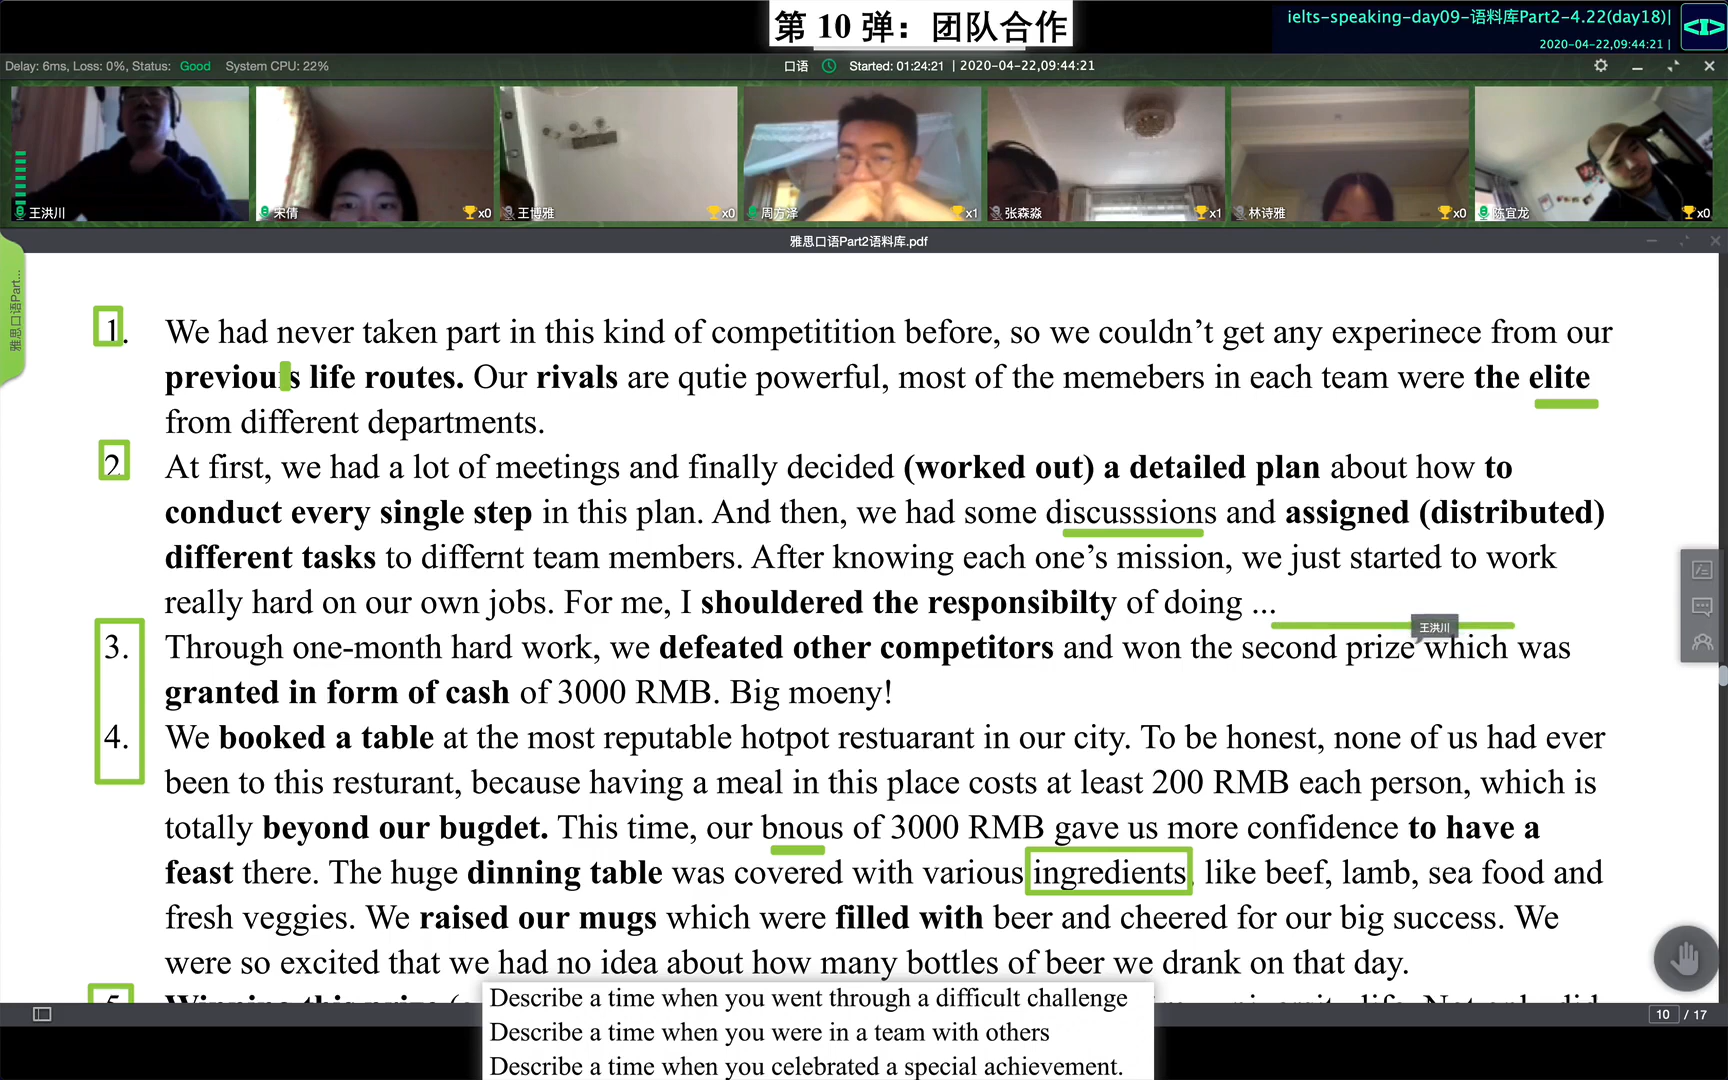 第 10 弹：团队合作
ielts-speaking-day09-语料库Part2-4.22(day18)|
2020-04-22,09:44:21 |
Delay: 6ms, Loss: 0%, Status: Good System CPU: 22%
口语 Started: 01:24:21 | 2020-04-22,09:44:21
王洪川
宋倩 x0
王博雅 x0
周方泽 x1
张森淼 x1
林诗雅 x0
陈宜龙 x0
雅思口语Part2语料库.pdf
雅思口语Part...
1. We had never taken part in this kind of competitition before, so we couldn't get any experinece from our
previous life routes. Our rivals are qutie powerful, most of the memebers in each team were the elite
from different departments.
2 At first, we had a lot of meetings and finally decided (worked out) a detailed plan about how to
conduct every single step in this plan. And then, we had some discusssions and assigned (distributed)
different tasks to differnt team members. After knowing each one's mission, we just started to work
really hard on our own jobs. For me, I shouldered the responsibilty of doing ...
王洪川
3. Through one-month hard work, we defeated other competitors and won the second prize which was
granted in form of cash of 3000 RMB. Big moeny!
4. We booked a table at the most reputable hotpot restuarant in our city. To be honest, none of us had ever
been to this resturant, because having a meal in this place costs at least 200 RMB each person, which is
totally beyond our bugdet. This time, our bnous of 3000 RMB gave us more confidence to have a
feast there. The huge dinning table was covered with various ingredients, like beef, lamb, sea food and
fresh veggies. We raised our mugs which were filled with beer and cheered for our big success. We
were so excited that we had no idea about how many bottles of beer we drank on that day.
5 Winning this prize university life. Not only did
Describe a time when you went through a difficult challenge
Describe a time when you were in a team with others
Describe a time when you celebrated a special achievement.
10 / 17